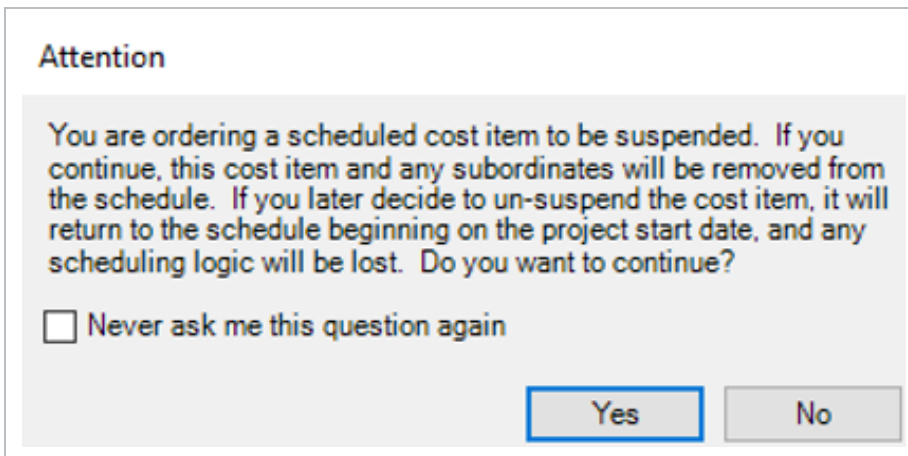 Attention
You are ordering a scheduled cost item to be suspended.  If you
continue, this cost item and any subordinates will be removed from
the schedule.  If you later decide to un-suspend the cost item, it will
return to the schedule beginning on the project start date, and any
scheduling logic will be lost.  Do you want to continue?
Never ask me this question again
Yes No